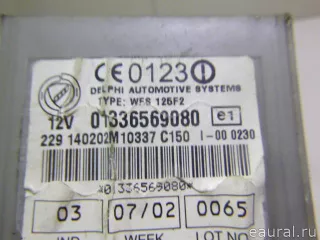 CE0123
DELPHI AUTOMOTIVE SYSTEMS
TYPE: WFS 125F2
12V 01336569080 e1
229 140202M10337 C150 I-00 0230
*01336569080*
03 07/02 0065
IND. WEEK LOT NO.
© eaural.ru